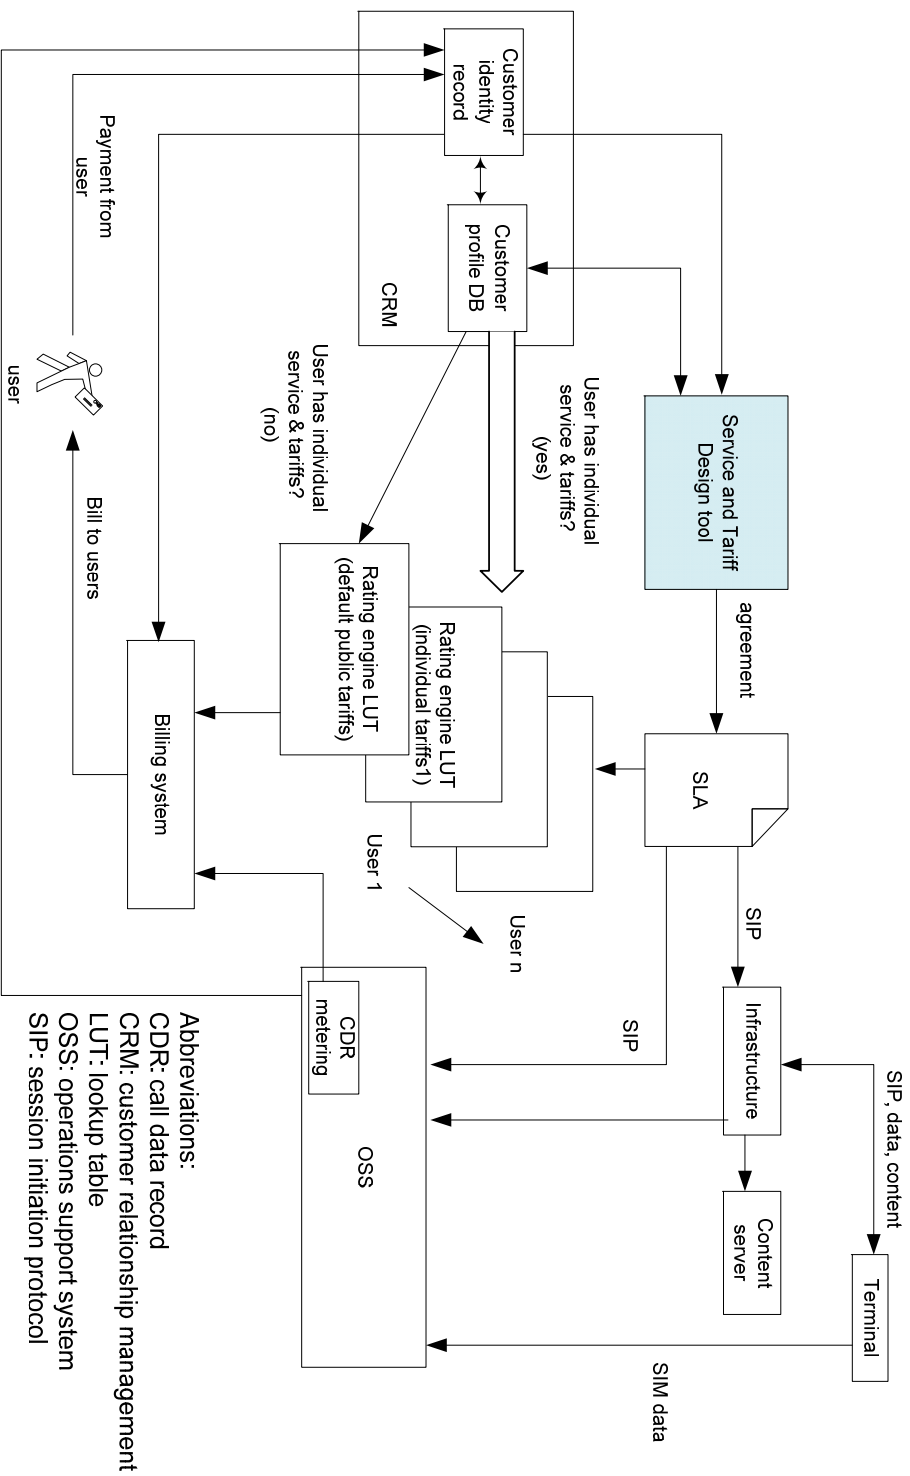 Customer
identity
record
Customer
profile DB
CRM
Service and Tariff
Design tool
agreement
SLA
SIP
Infrastructure
SIP, data, content
Terminal
Content
server
SIM data
SIP
User has individual
service & tariffs?
(yes)
User has individual
service & tariffs?
(no)
Rating engine LUT
(individual tariffs1)
Rating engine LUT
(default public tariffs)
User 1
User n
OSS
CDR
metering
Billing system
Bill to users
Payment from
user
user
Abbreviations:
CDR: call data record
CRM: customer relationship management
LUT: lookup table
OSS: operations support system
SIP: session initiation protocol